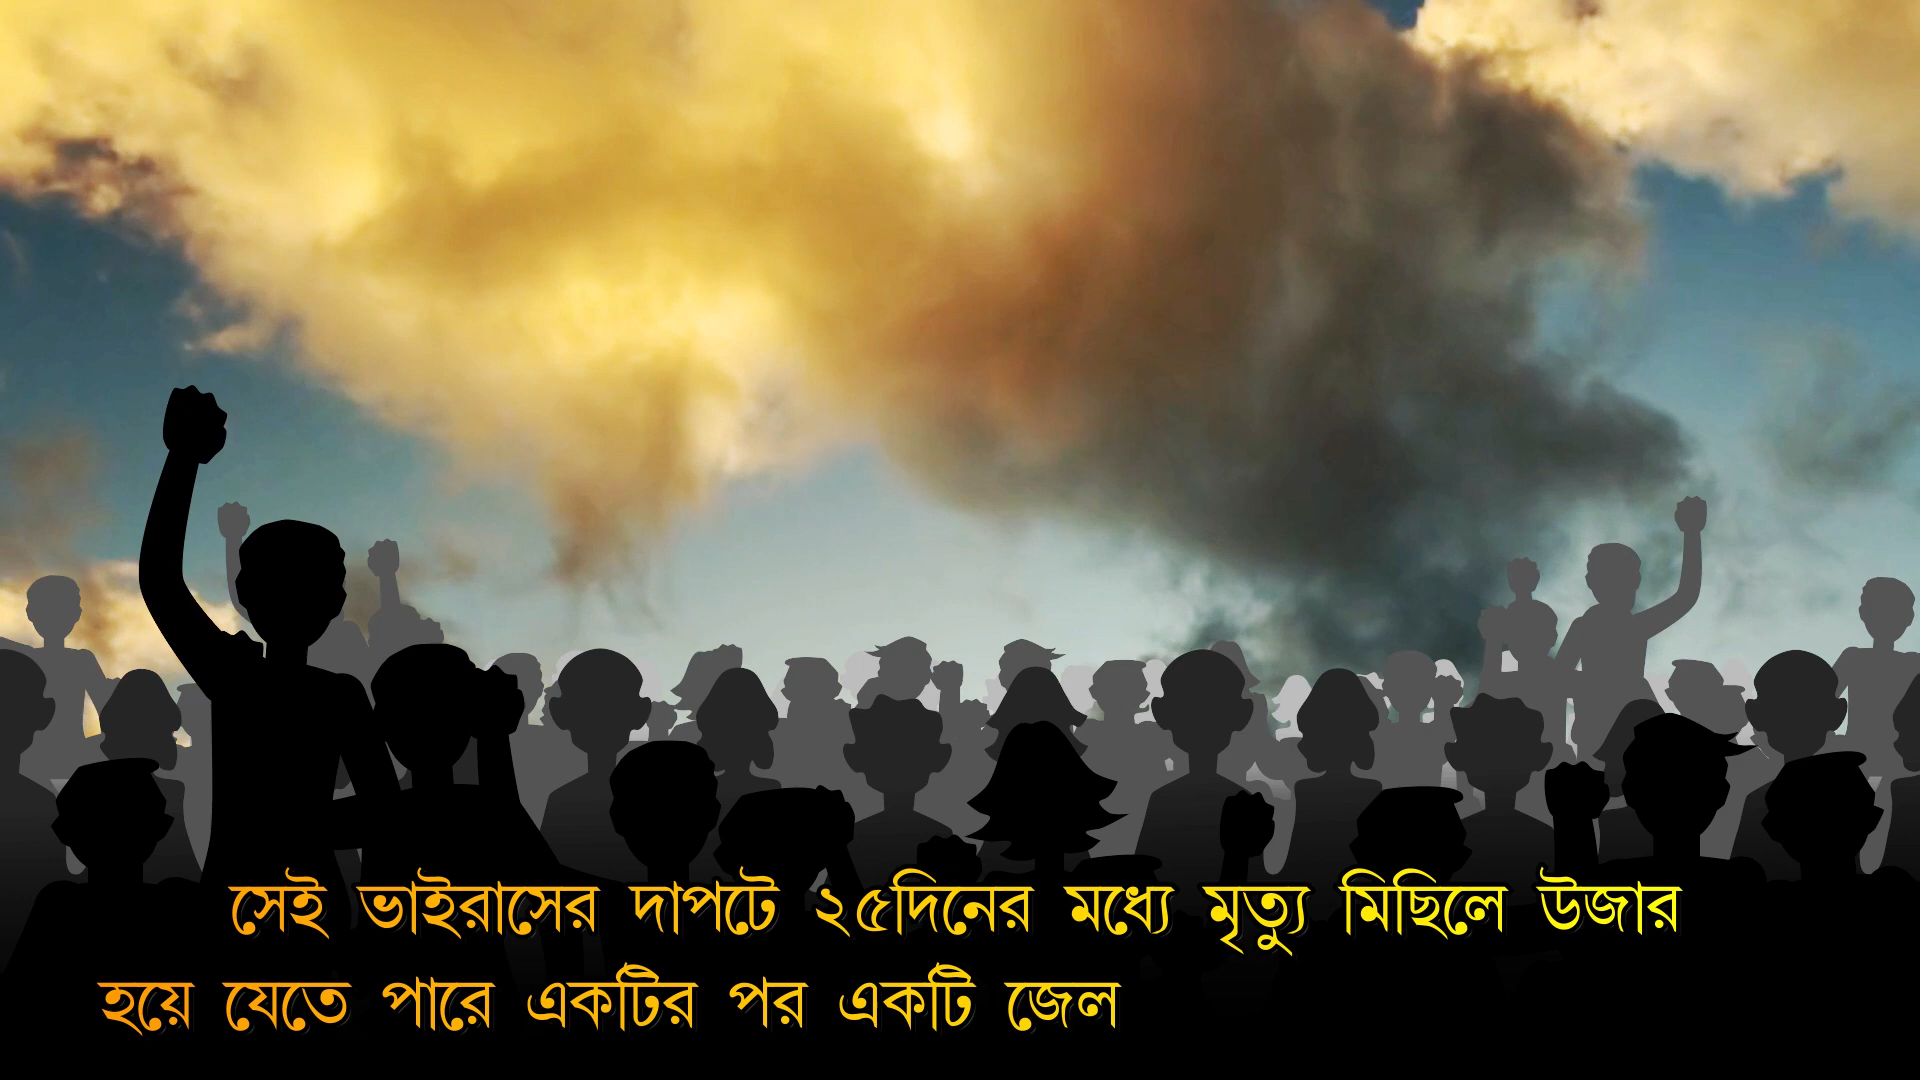 সেই ভাইরাসের দাপটে ২৫দিনের মধ্যে মৃত্যু মিছিলে উজার
হয়ে যেতে পারে একটির পর একটি জেল